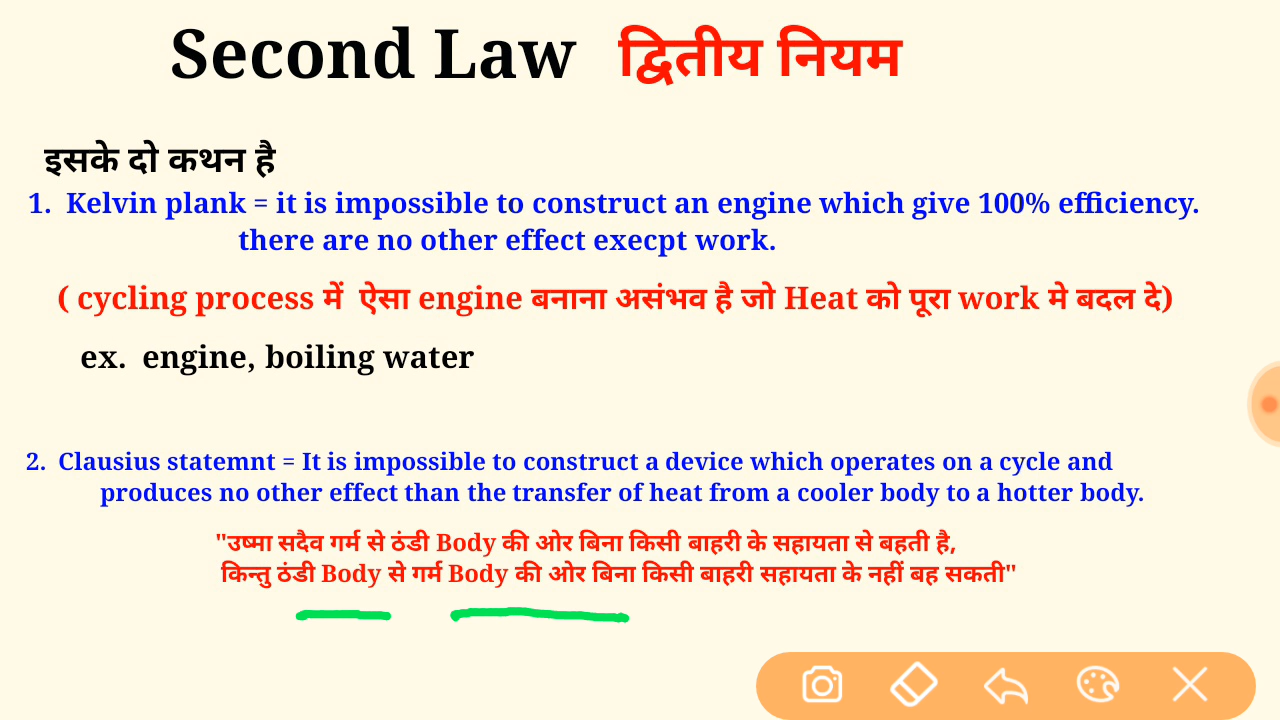 Second Law द्वितीय नियम
इसके दो कथन है
1. Kelvin plank = it is impossible to construct an engine which give 100% efficiency.
there are no other effect execpt work.
( cycling process में ऐसा engine बनाना असंभव है जो Heat को पूरा work मे बदल दे)
ex. engine, boiling water
2. Clausius statemnt = It is impossible to construct a device which operates on a cycle and
produces no other effect than the transfer of heat from a cooler body to a hotter body.
"उष्मा सदैव गर्म से ठंडी Body की ओर बिना किसी बाहरी के सहायता से बहती है,
किन्तु ठंडी Body से गर्म Body की ओर बिना किसी बाहरी सहायता के नहीं बह सकती"